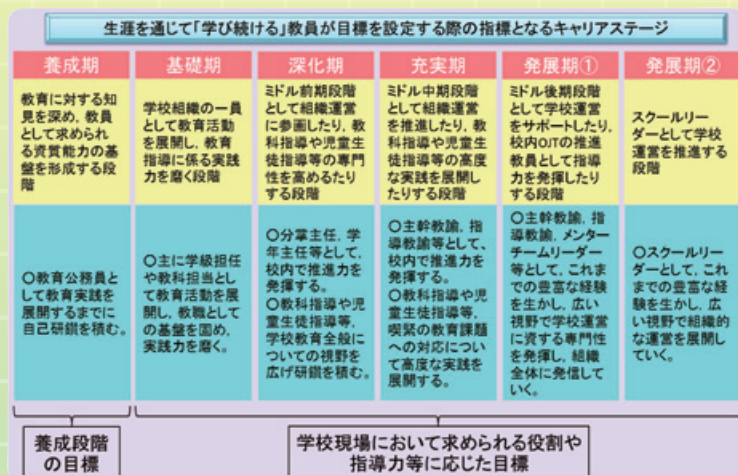 生涯を通じて「学び続ける」教員が目標を設定する際の指標となるキャリアステージ
養成期
教育に対する知
見を深め，教員
として求められ
る資質能力の基
盤を形成する段
階
○教育公務員と
して教育実践を
展開するまでに
自己研鑽を積む。
基礎期
学校組織の一員
として教育活動
を展開し，教育
指導に係る実践
力を磨く段階
○主に学級担任
や教科担当とし
て教育活動を展
開し，教職として
の基盤を固め，
実践力を磨く。
深化期
ミドル前期段階
として組織運営
に参画したり，教
科指導や児童生
徒指導等の専門
性を高めるたり
する段階
○分掌主任，学
年主任等として，
校内で推進力を
発揮する。
○教科指導や児
童生徒指導等，
学校教育全般に
ついての視野を
広げ研鑽を積む。
充実期
ミドル中期段階
として組織運営
を推進したり，教
科指導や児童生
徒指導等の高度
な実践を展開し
たりする段階
○主幹教諭，指
導教諭等として、
校内で推進力を
発揮する。
○教科指導や児
童生徒指導等，
喫緊の教育課題
への対応につい
て高度な実践を
展開する。
発展期①
ミドル後期段階
として学校運営
をサポートしたり，
校内OJTの推進
教員として指導
力を発揮したり
する段階
○主幹教諭，指
導教諭，メンター
チームリーダー
等として，これま
での豊富な経験
を生かし，広い
視野で学校運営
に資する専門性
を発揮し，組織
全体に発信して
いく。
発展期②
スクールリー
ダーとして学校
運営を推進する
段階
○スクールリー
ダーとして，これ
までの豊富な経
験を生かし，広
い視野で組織的
な運営を展開し
ていく。
養成段階
の目標
学校現場において求められる役割や
指導力等に応じた目標